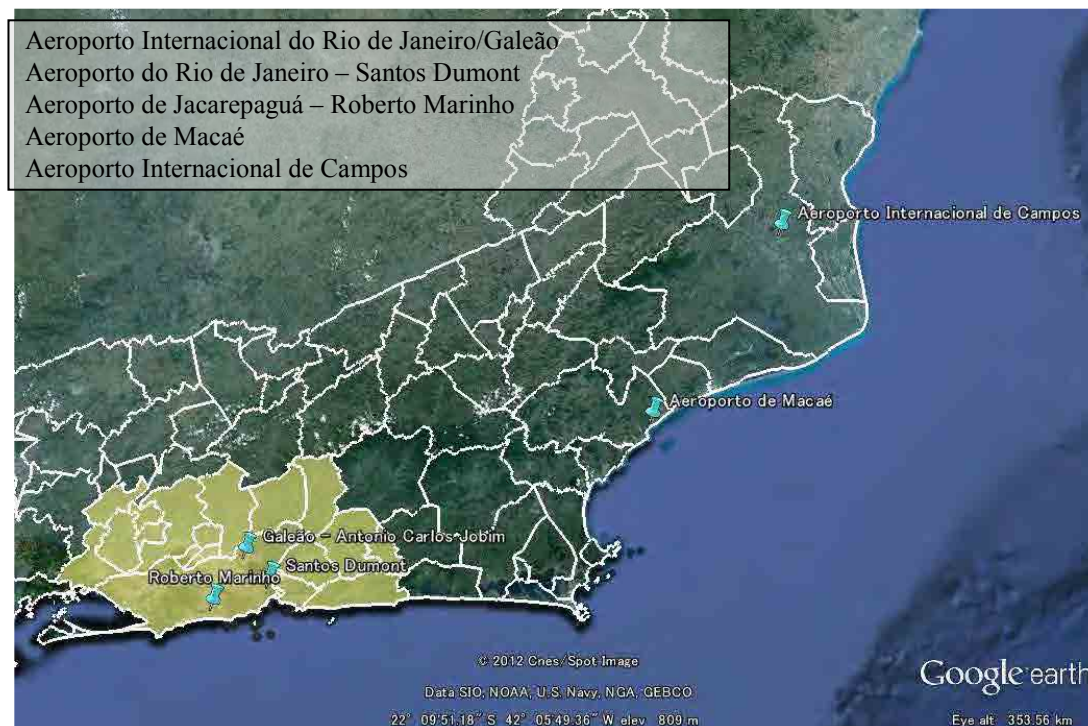 Aeroporto Internacional do Rio de Janeiro/Galeão
Aeroporto do Rio de Janeiro – Santos Dumont
Aeroporto de Jacarepaguá – Roberto Marinho
Aeroporto de Macaé
Aeroporto Internacional de Campos
Aeroporto Internacional de Campos
Aeroporto de Macaé
Galeão – Antonio Carlos Jobim
Santos Dumont
Roberto Marinho
© 2012 Cnes/Spot Image
Data SIO, NOAA, U.S. Navy, NGA, GEBCO
Google earth
22° 09'51.18" S 42° 05'49.36" W elev 809 m
Eye alt 353.56 km